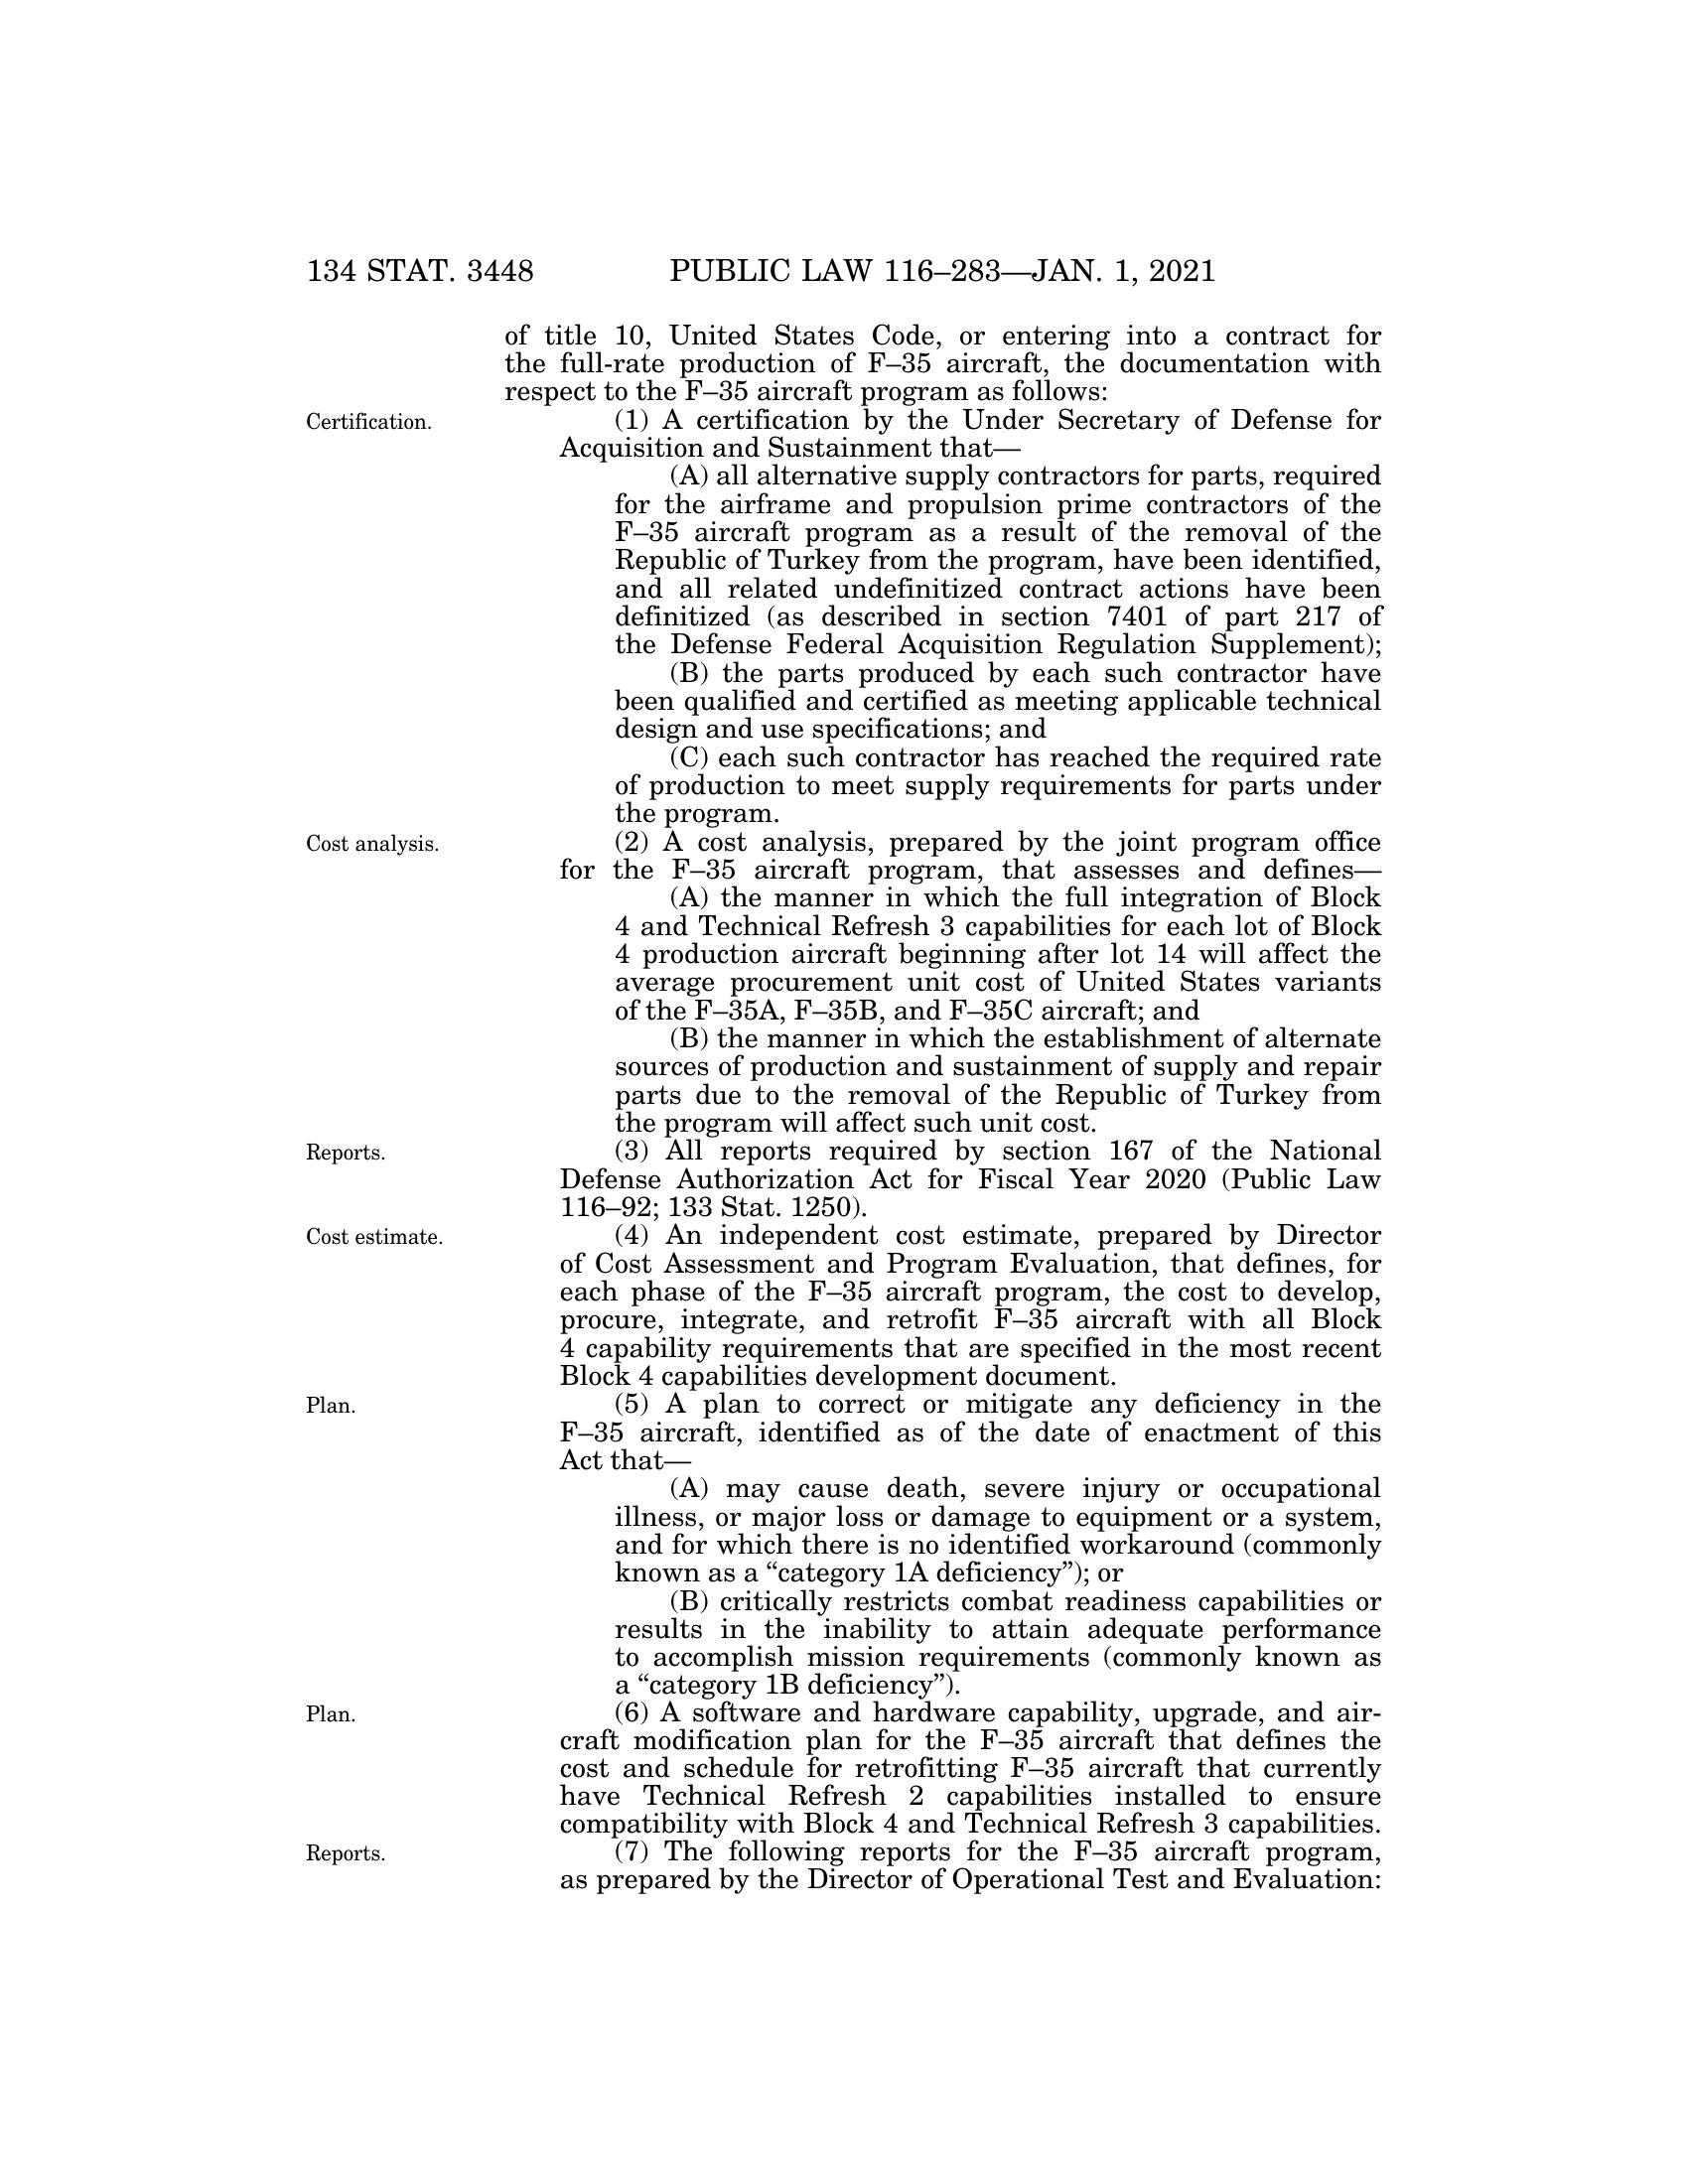 134 STAT. 3448 PUBLIC LAW 116–283—JAN. 1, 2021
of title 10, United States Code, or entering into a contract for
the full-rate production of F–35 aircraft, the documentation with
respect to the F–35 aircraft program as follows:
Certification.
(1) A certification by the Under Secretary of Defense for
Acquisition and Sustainment that—
(A) all alternative supply contractors for parts, required
for the airframe and propulsion prime contractors of the
F–35 aircraft program as a result of the removal of the
Republic of Turkey from the program, have been identified,
and all related undefinitized contract actions have been
definitized (as described in section 7401 of part 217 of
the Defense Federal Acquisition Regulation Supplement);
(B) the parts produced by each such contractor have
been qualified and certified as meeting applicable technical
design and use specifications; and
(C) each such contractor has reached the required rate
of production to meet supply requirements for parts under
the program.
Cost analysis.
(2) A cost analysis, prepared by the joint program office
for the F–35 aircraft program, that assesses and defines—
(A) the manner in which the full integration of Block
4 and Technical Refresh 3 capabilities for each lot of Block
4 production aircraft beginning after lot 14 will affect the
average procurement unit cost of United States variants
of the F–35A, F–35B, and F–35C aircraft; and
(B) the manner in which the establishment of alternate
sources of production and sustainment of supply and repair
parts due to the removal of the Republic of Turkey from
the program will affect such unit cost.
Reports.
(3) All reports required by section 167 of the National
Defense Authorization Act for Fiscal Year 2020 (Public Law
116–92; 133 Stat. 1250).
Cost estimate.
(4) An independent cost estimate, prepared by Director
of Cost Assessment and Program Evaluation, that defines, for
each phase of the F–35 aircraft program, the cost to develop,
procure, integrate, and retrofit F–35 aircraft with all Block
4 capability requirements that are specified in the most recent
Block 4 capabilities development document.
Plan.
(5) A plan to correct or mitigate any deficiency in the
F–35 aircraft, identified as of the date of enactment of this
Act that—
(A) may cause death, severe injury or occupational
illness, or major loss or damage to equipment or a system,
and for which there is no identified workaround (commonly
known as a “category 1A deficiency”); or
(B) critically restricts combat readiness capabilities or
results in the inability to attain adequate performance
to accomplish mission requirements (commonly known as
a “category 1B deficiency”).
Plan.
(6) A software and hardware capability, upgrade, and air-
craft modification plan for the F–35 aircraft that defines the
cost and schedule for retrofitting F–35 aircraft that currently
have Technical Refresh 2 capabilities installed to ensure
compatibility with Block 4 and Technical Refresh 3 capabilities.
Reports.
(7) The following reports for the F–35 aircraft program,
as prepared by the Director of Operational Test and Evaluation: